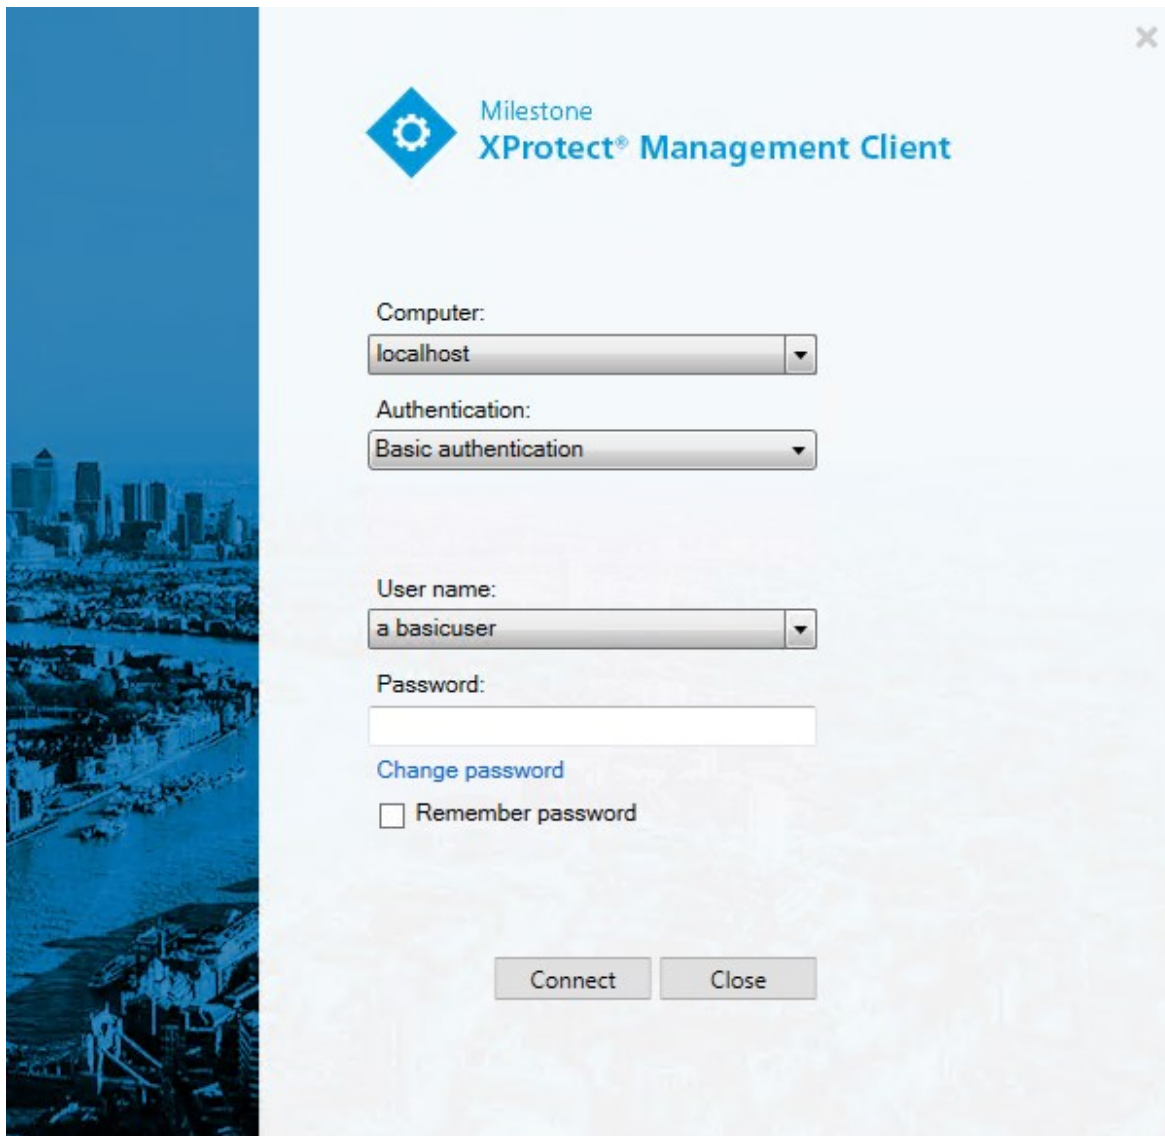 Milestone
XProtect® Management Client
Computer:
localhost
Authentication:
Basic authentication
User name:
a basicuser
Password:
Change password
Remember password
Connect Close